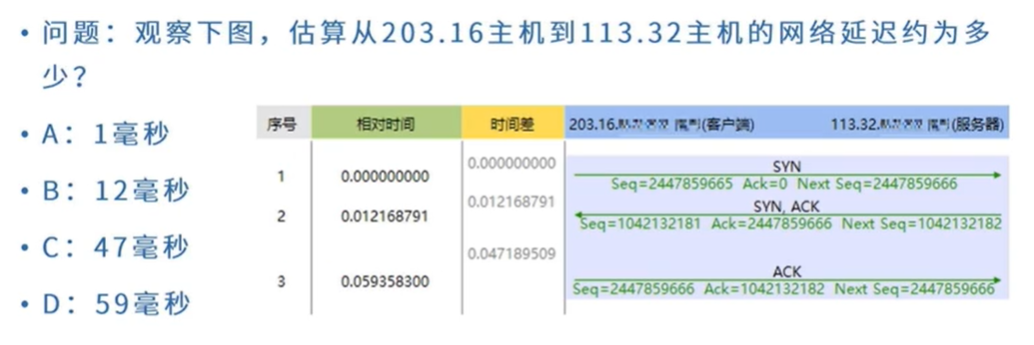 • 问题：观察下图，估算从203.16主机到113.32主机的网络延迟约为多
少？
• A：1毫秒
• B：12毫秒
• C：47毫秒
• D：59毫秒
序号 相对时间 时间差 203.16. (客户端) 113.32. (服务器)
0.000000000
SYN
1 0.000000000
Seq=2447859665 Ack=0 Next Seq=2447859666
0.012168791
SYN, ACK
2 0.012168791
Seq=1042132181 Ack=2447859666 Next Seq=1042132182
0.047189509
ACK
3 0.059358300
Seq=2447859666 Ack=1042132182 Next Seq=2447859666